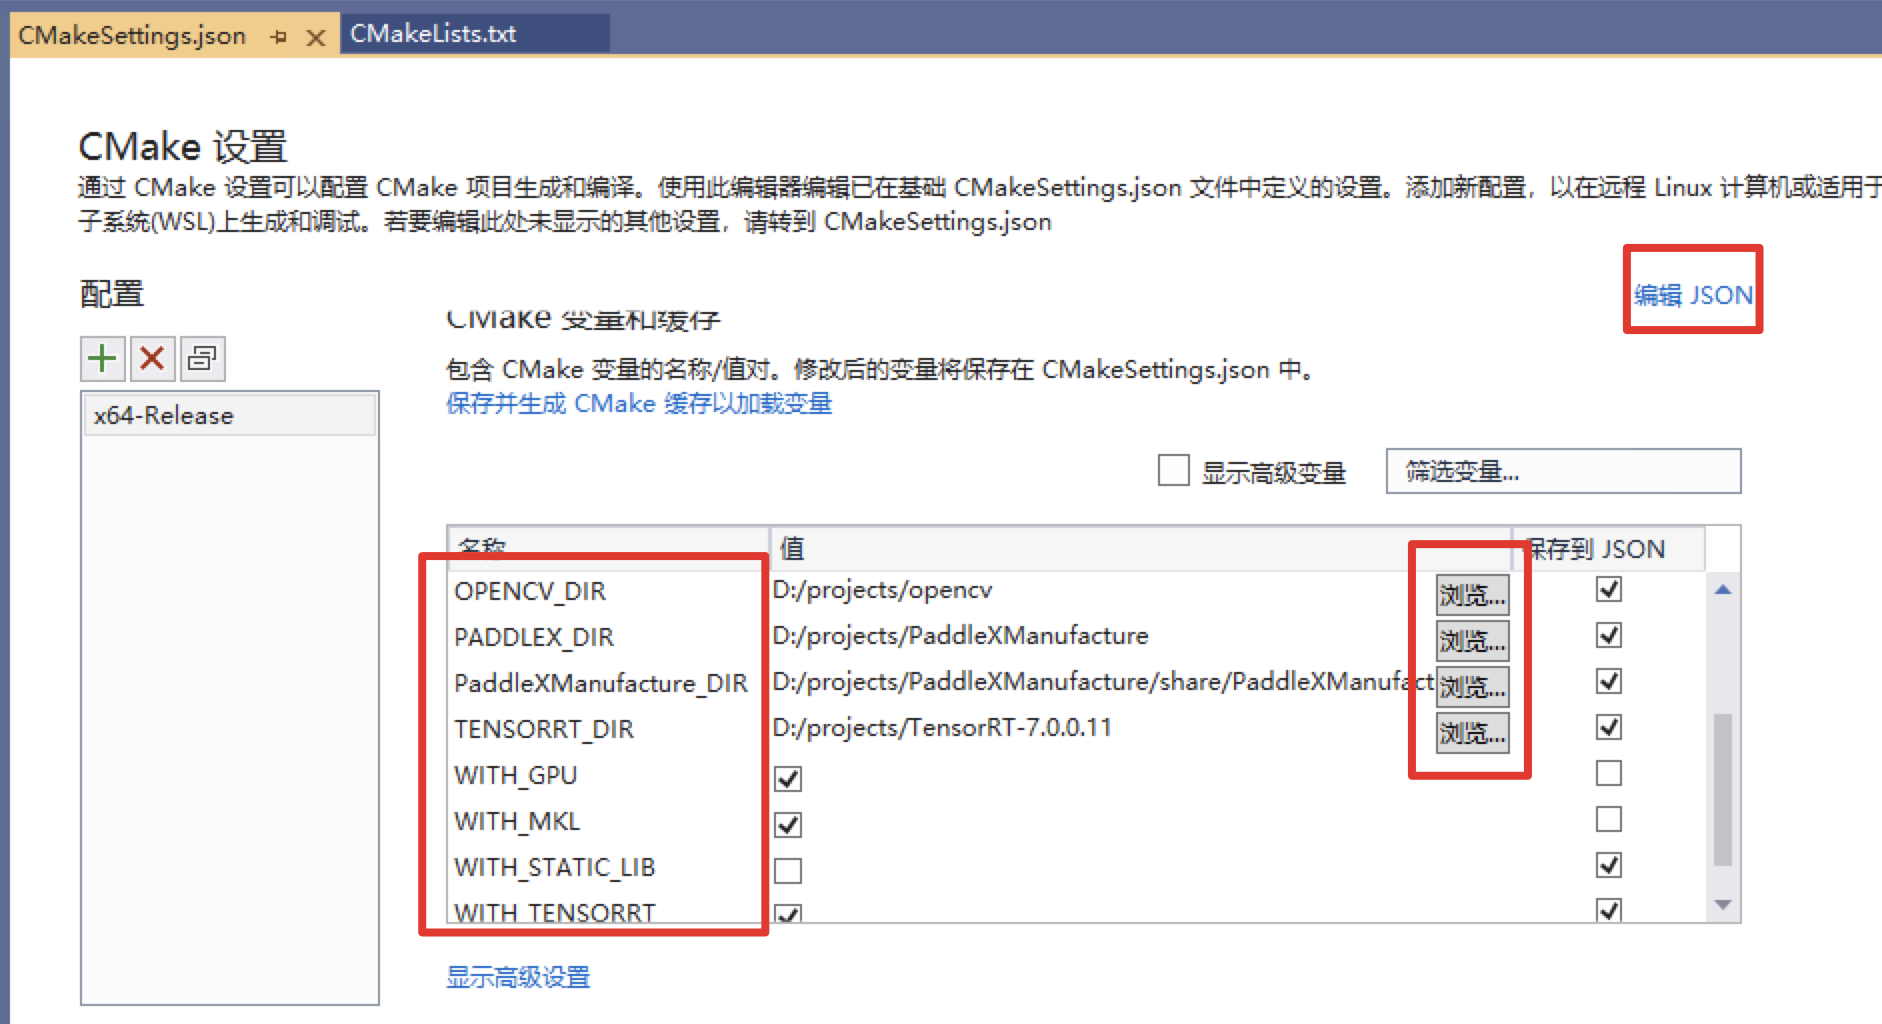 CMakeSettings.json
CMakeLists.txt
CMake 设置
通过 CMake 设置可以配置 CMake 项目生成和编译。使用此编辑器编辑已在基础 CMakeSettings.json 文件中定义的设置。添加新配置，以在远程 Linux 计算机或适用于
子系统(WSL)上生成和调试。若要编辑此处未显示的其他设置，请转到 CMakeSettings.json
配置
编辑 JSON
CMake 变量和缓存
包含 CMake 变量的名称/值对。修改后的变量将保存在 CMakeSettings.json 中。
保存并生成 CMake 缓存以加载变量
x64-Release
显示高级变量
筛选变量...
名称 值 保存到 JSON
OPENCV_DIR D:/projects/opencv 浏览...
PADDLEX_DIR D:/projects/PaddleXManufacture 浏览...
PaddleXManufacture_DIR D:/projects/PaddleXManufacture/share/PaddleXManufact 浏览...
TENSORRT_DIR D:/projects/TensorRT-7.0.0.11 浏览...
WITH_GPU
WITH_MKL
WITH_STATIC_LIB
WITH_TENSORRT
显示高级设置